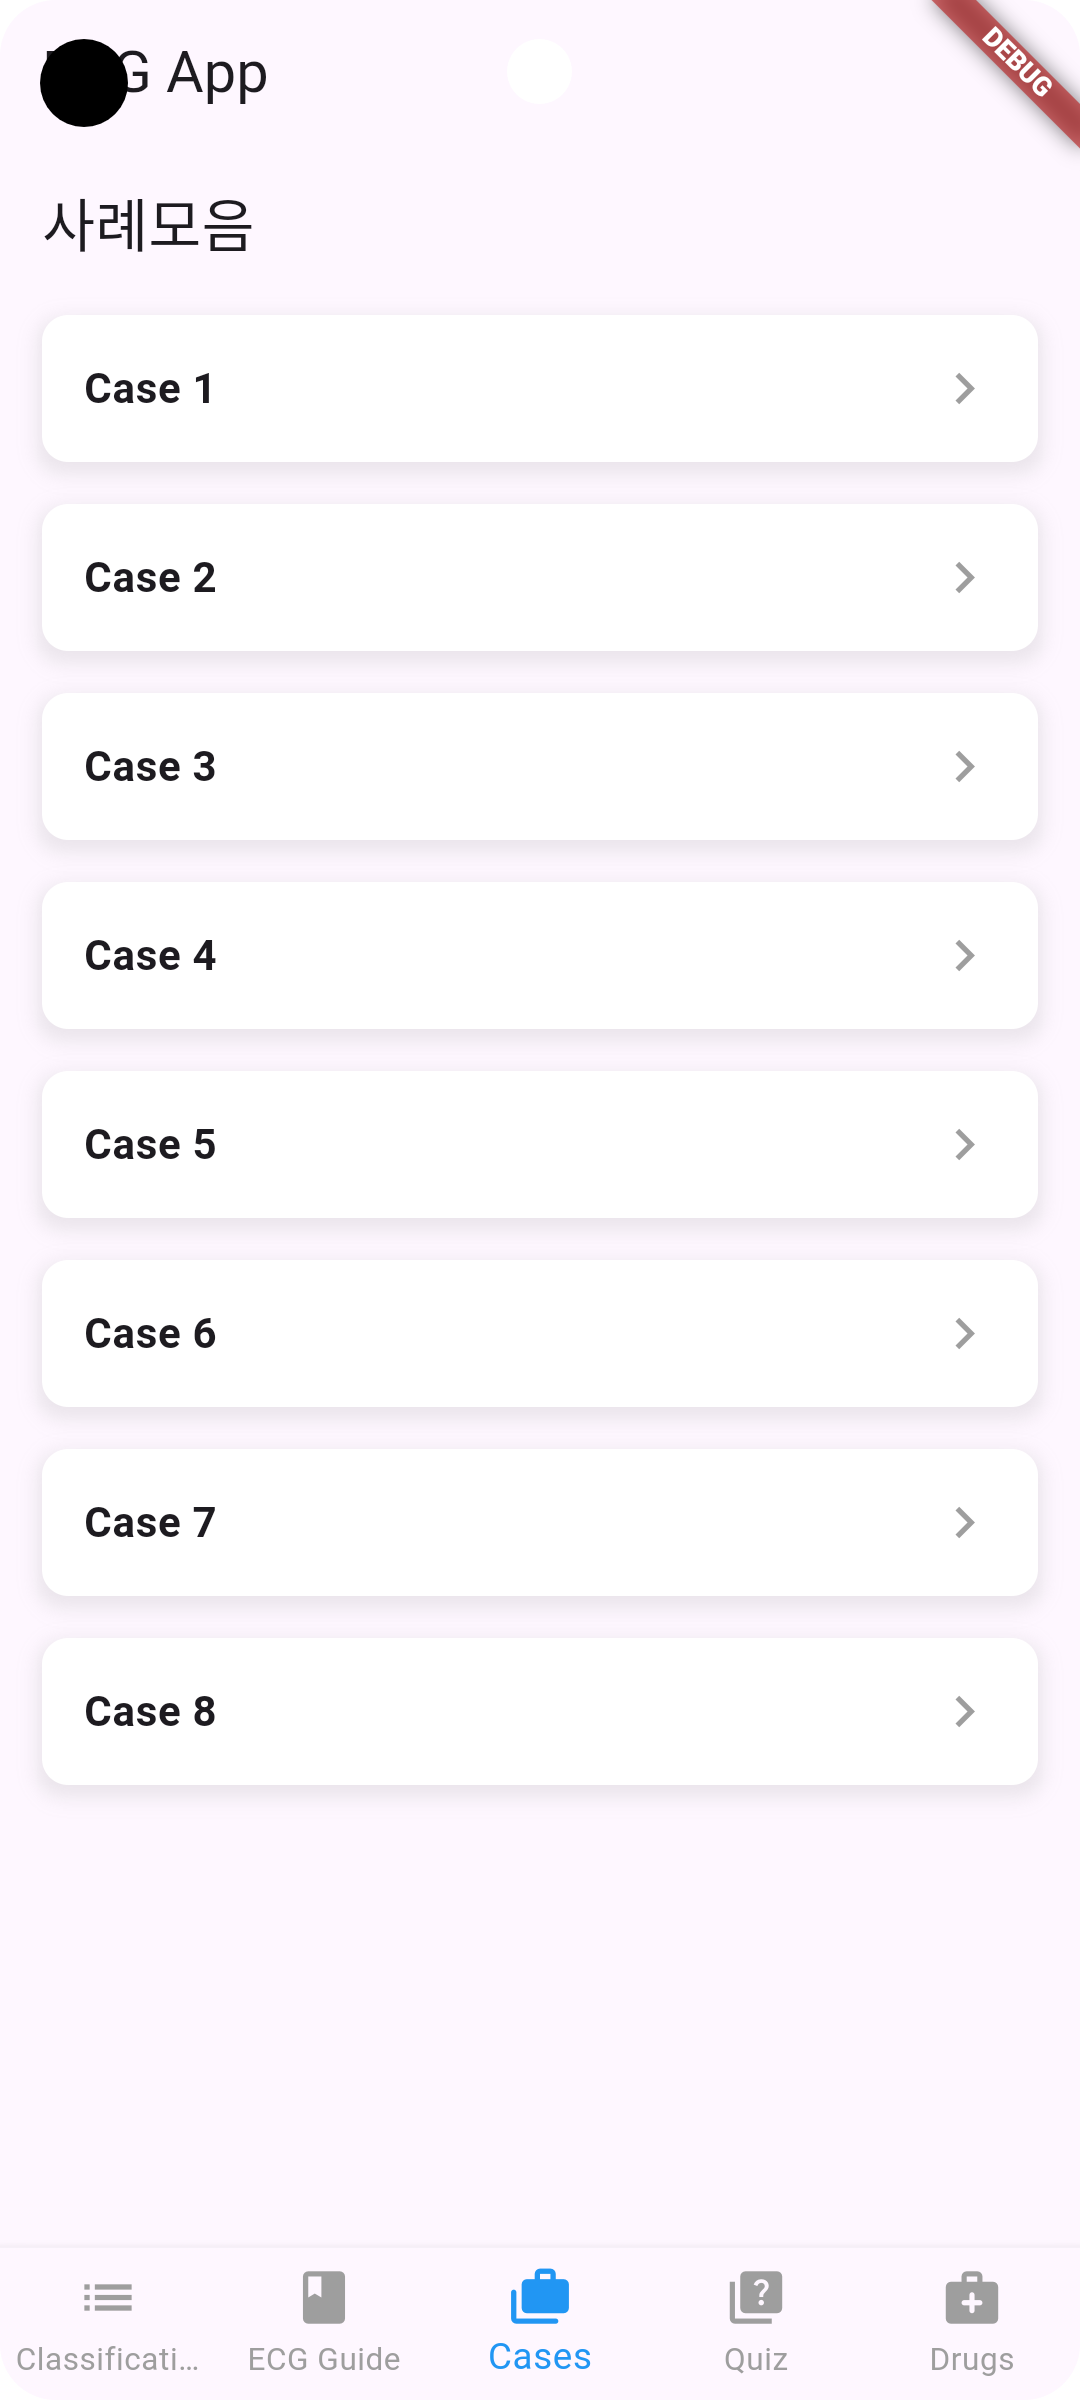 App
DEBUG
사례모음
Case 1
Case 2
Case 3
Case 4
Case 5
Case 6
Case 7
Case 8
Classificati...
ECG Guide
Cases
Quiz
Drugs